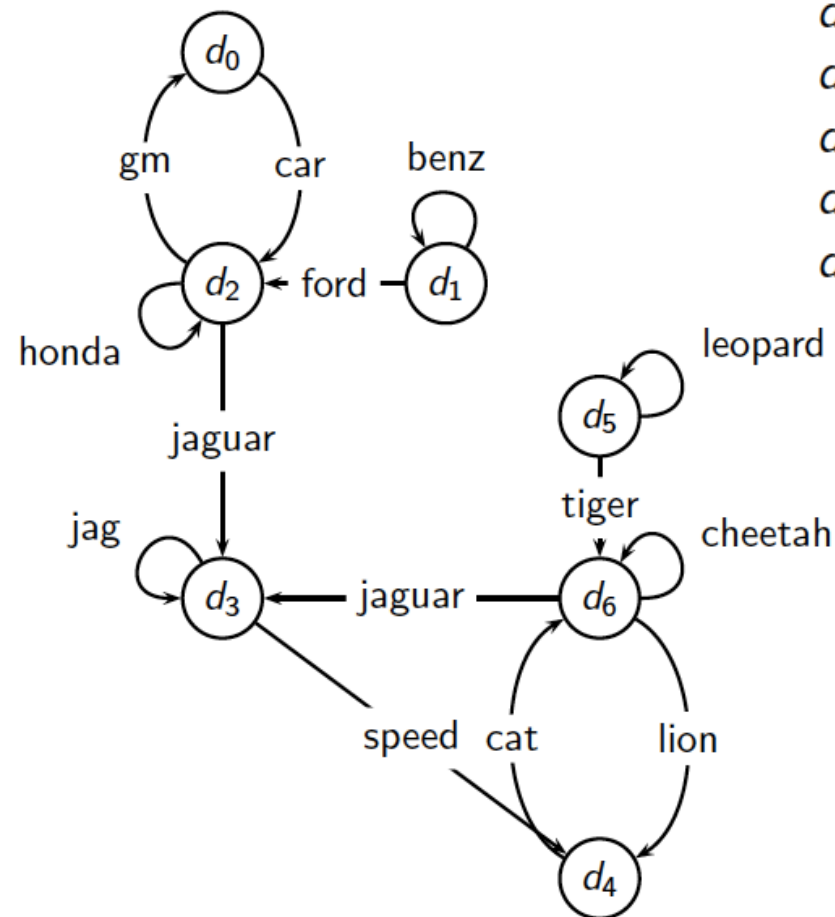 d₀
d
d
gm
car
benz
d
d₂
ford
d₁
d
honda
leopard
d₅
jaguar
tiger
jag
cheetah
d₃
jaguar
d₆
speed
cat
lion
d₄